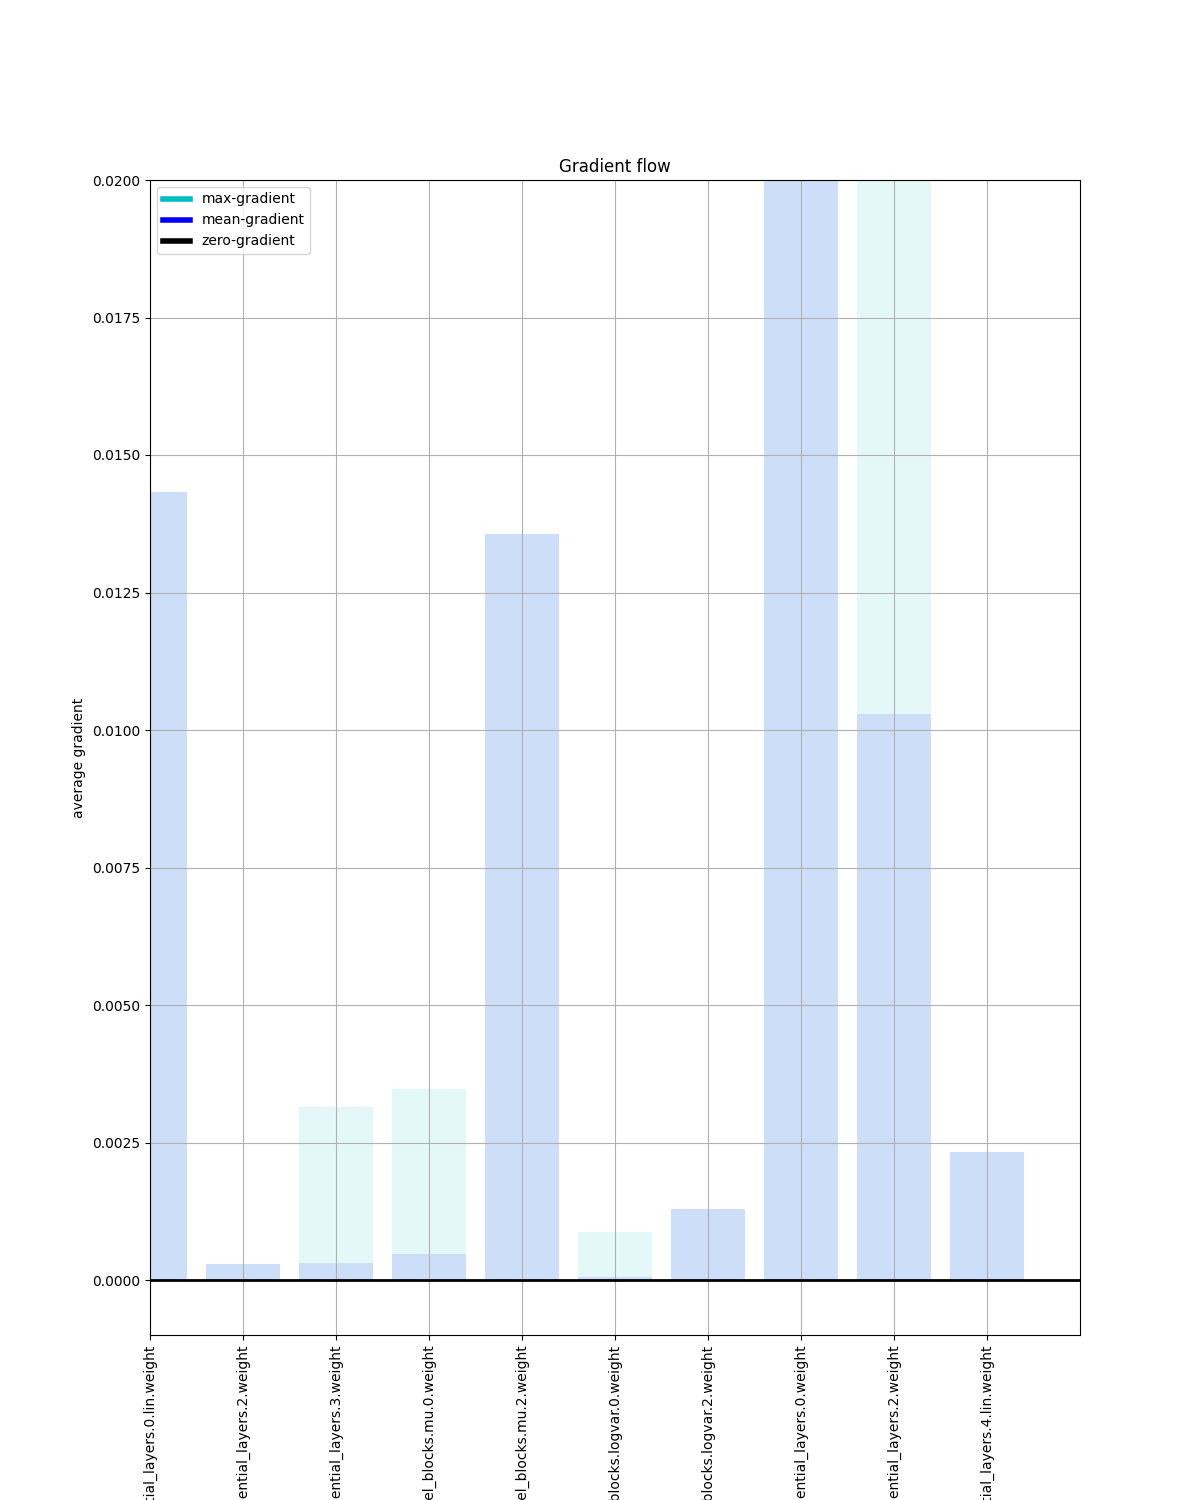 Gradient flow
max-gradient
mean-gradient
zero-gradient
average gradient
0.0200
0.0175
0.0150
0.0125
0.0100
0.0075
0.0050
0.0025
0.0000
tial_layers.0.lin.weight
ential_layers.2.weight
ential_layers.3.weight
el_blocks.mu.0.weight
el_blocks.mu.2.weight
blocks.logvar.0.weight
blocks.logvar.2.weight
ential_layers.0.weight
ential_layers.2.weight
tial_layers.4.lin.weight